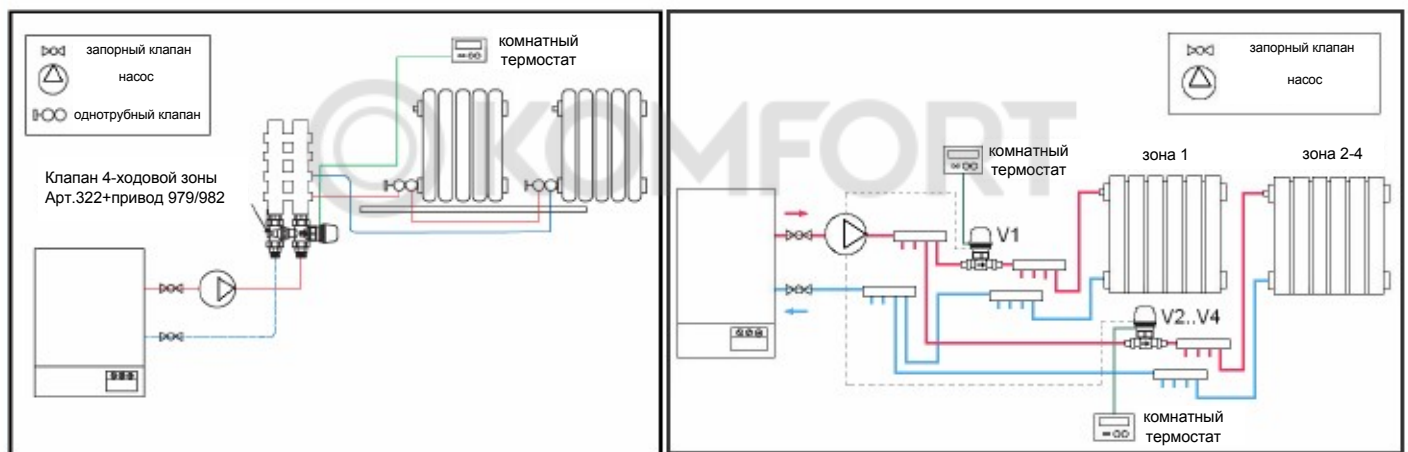 запорный клапан
насос
однотрубный клапан
комнатный
термостат
Клапан 4-ходовой зоны
Арт.322+привод 979/982
KOMFORT
запорный клапан
насос
комнатный
термостат
зона 1
зона 2-4
V1
V2..V4
комнатный
термостат